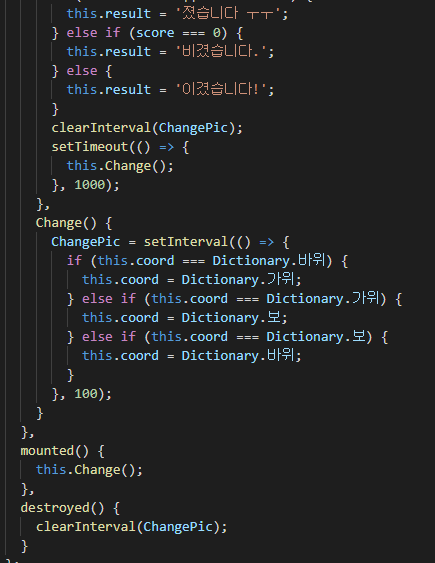 this.result = '졌습니다 ㅜㅜ';
} else if (score === 0) {
this.result = '비겼습니다.';
} else {
this.result = '이겼습니다!';
}
clearInterval(ChangePic);
setTimeout(() => {
this.Change();
}, 1000);
},
Change() {
ChangePic = setInterval(() => {
if (this.coord === Dictionary.바위) {
this.coord = Dictionary.가위;
} else if (this.coord === Dictionary.가위) {
this.coord = Dictionary.보;
} else if (this.coord === Dictionary.보) {
this.coord = Dictionary.바위;
}
}, 100);
}
},
mounted() {
this.Change();
},
destroyed() {
clearInterval(ChangePic);
}